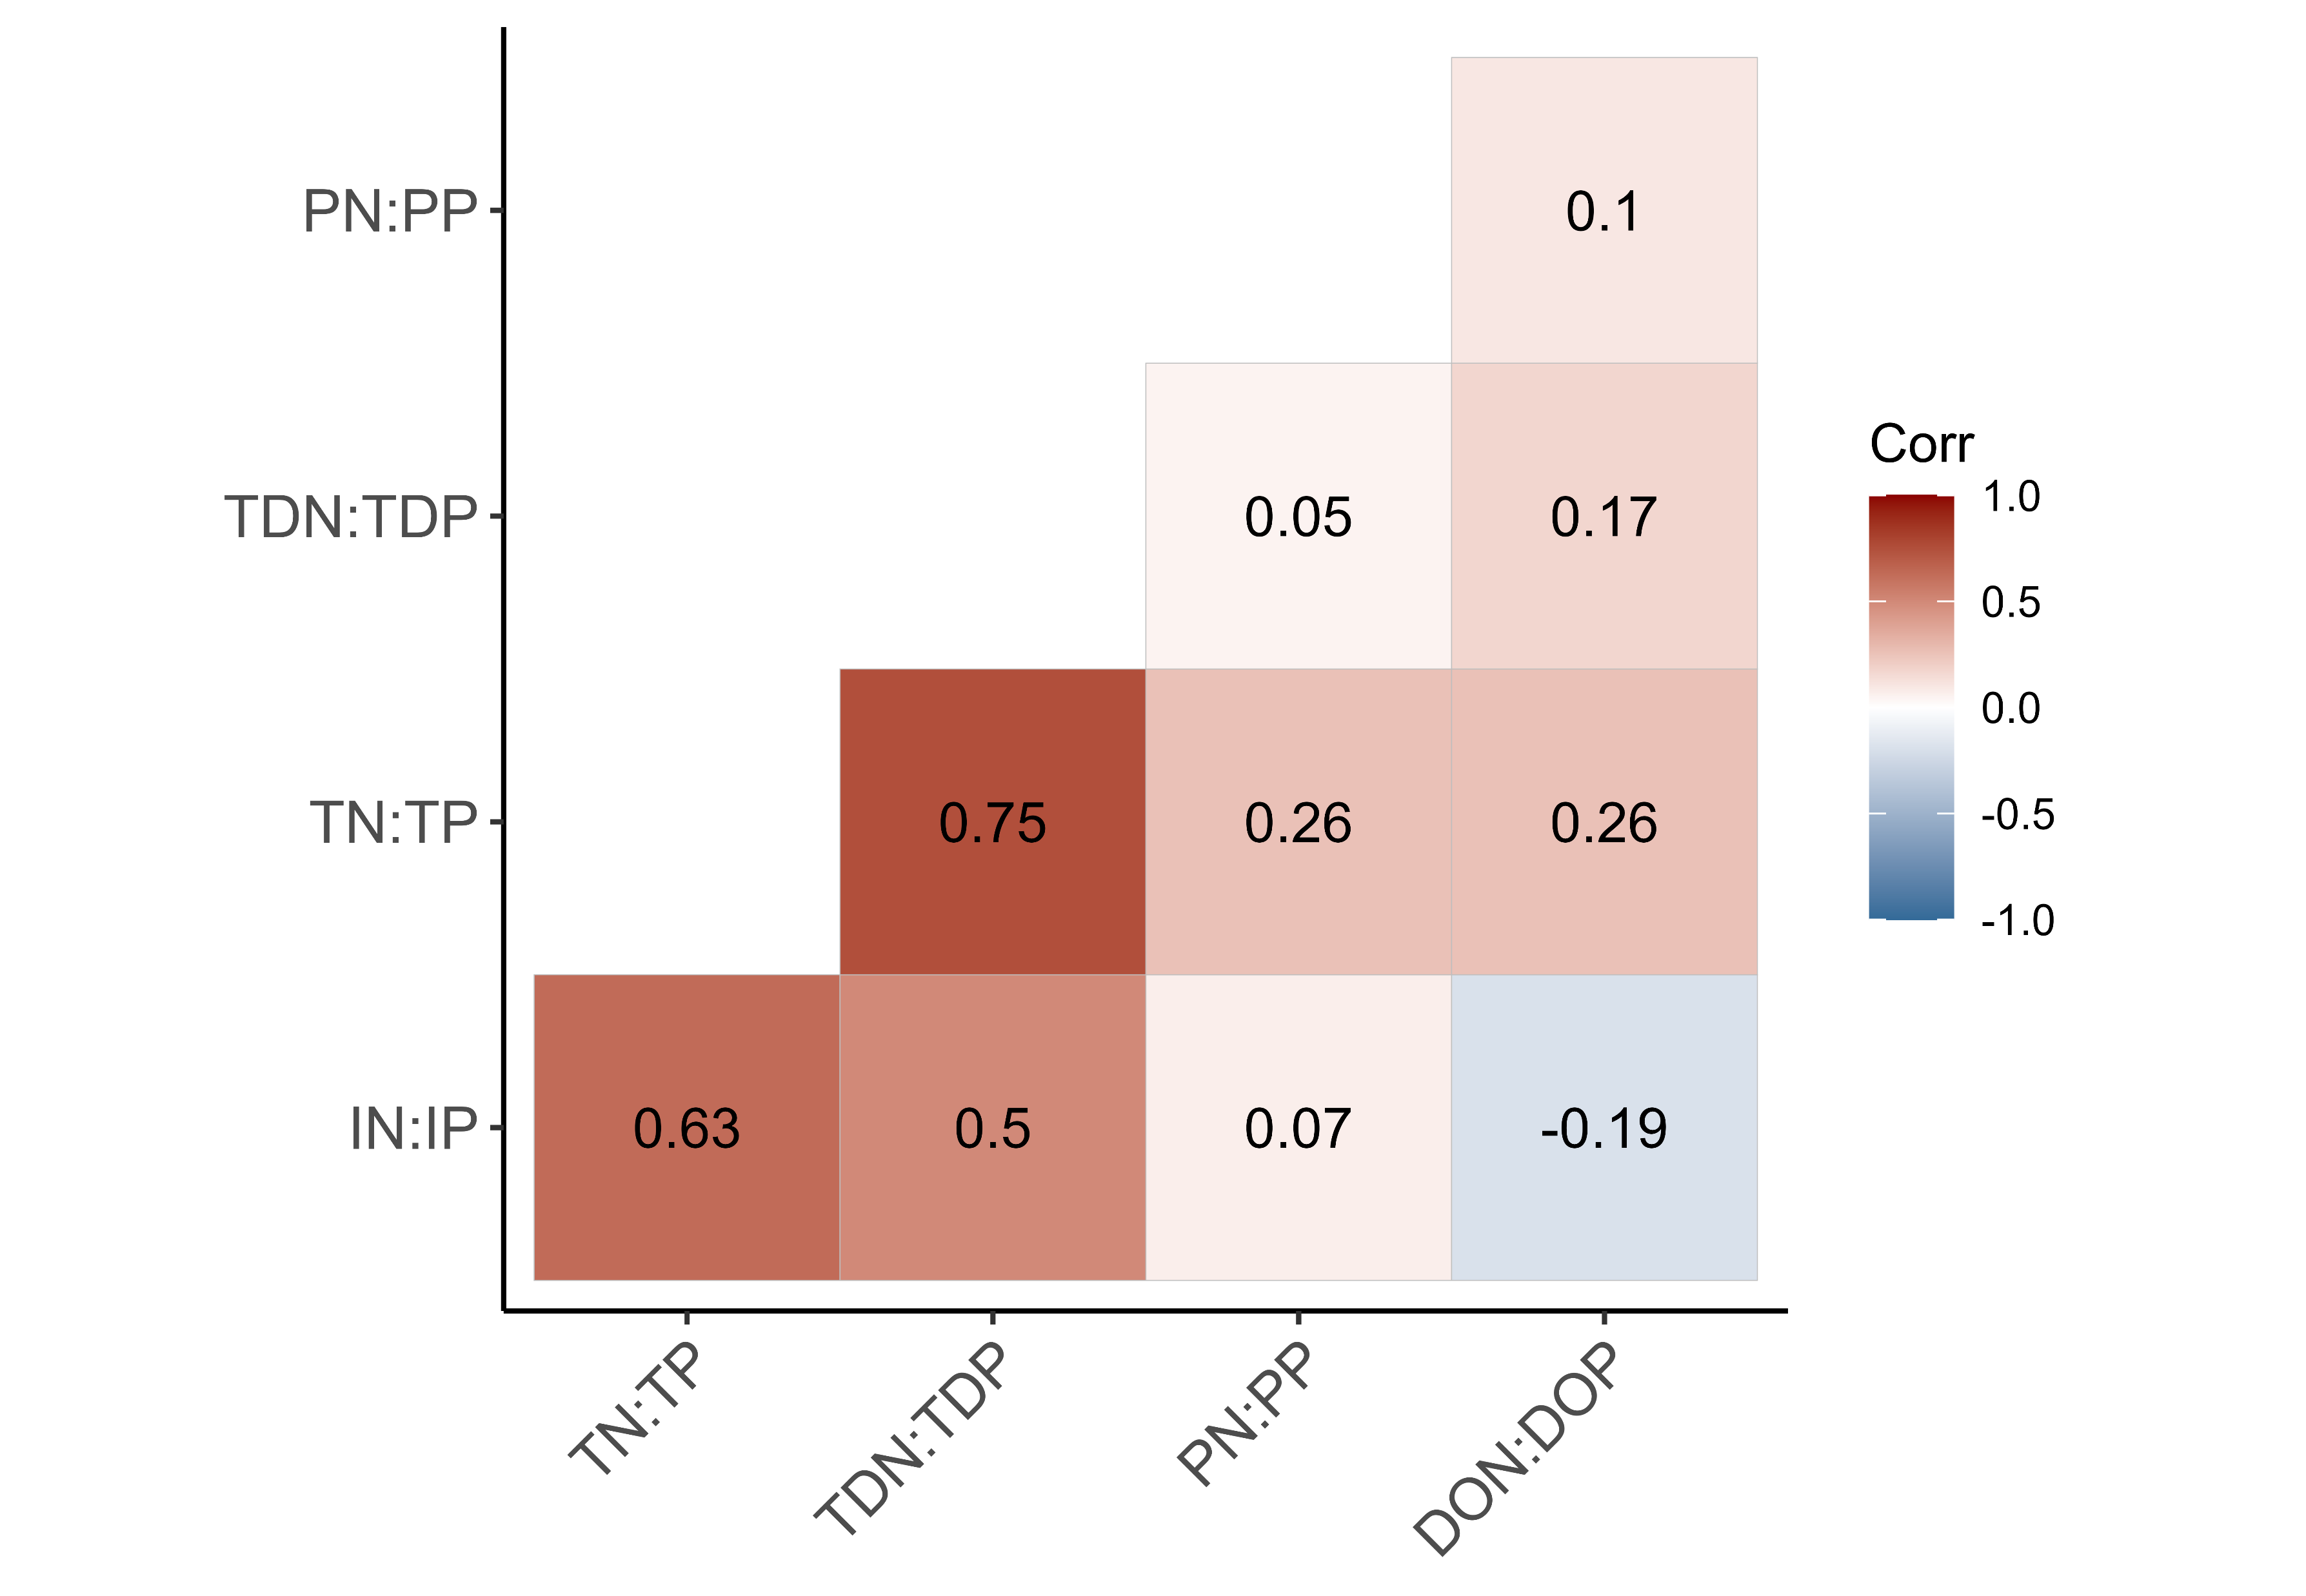 PN:PP
0.1
TDN:TDP
0.05
0.17
TN:TP
0.75
0.26
0.26
IN:IP
0.63
0.5
0.07
-0.19
TN:TP
TDN:TDP
PN:PP
DON:DOP
Corr
1.0
0.5
0.0
-0.5
-1.0